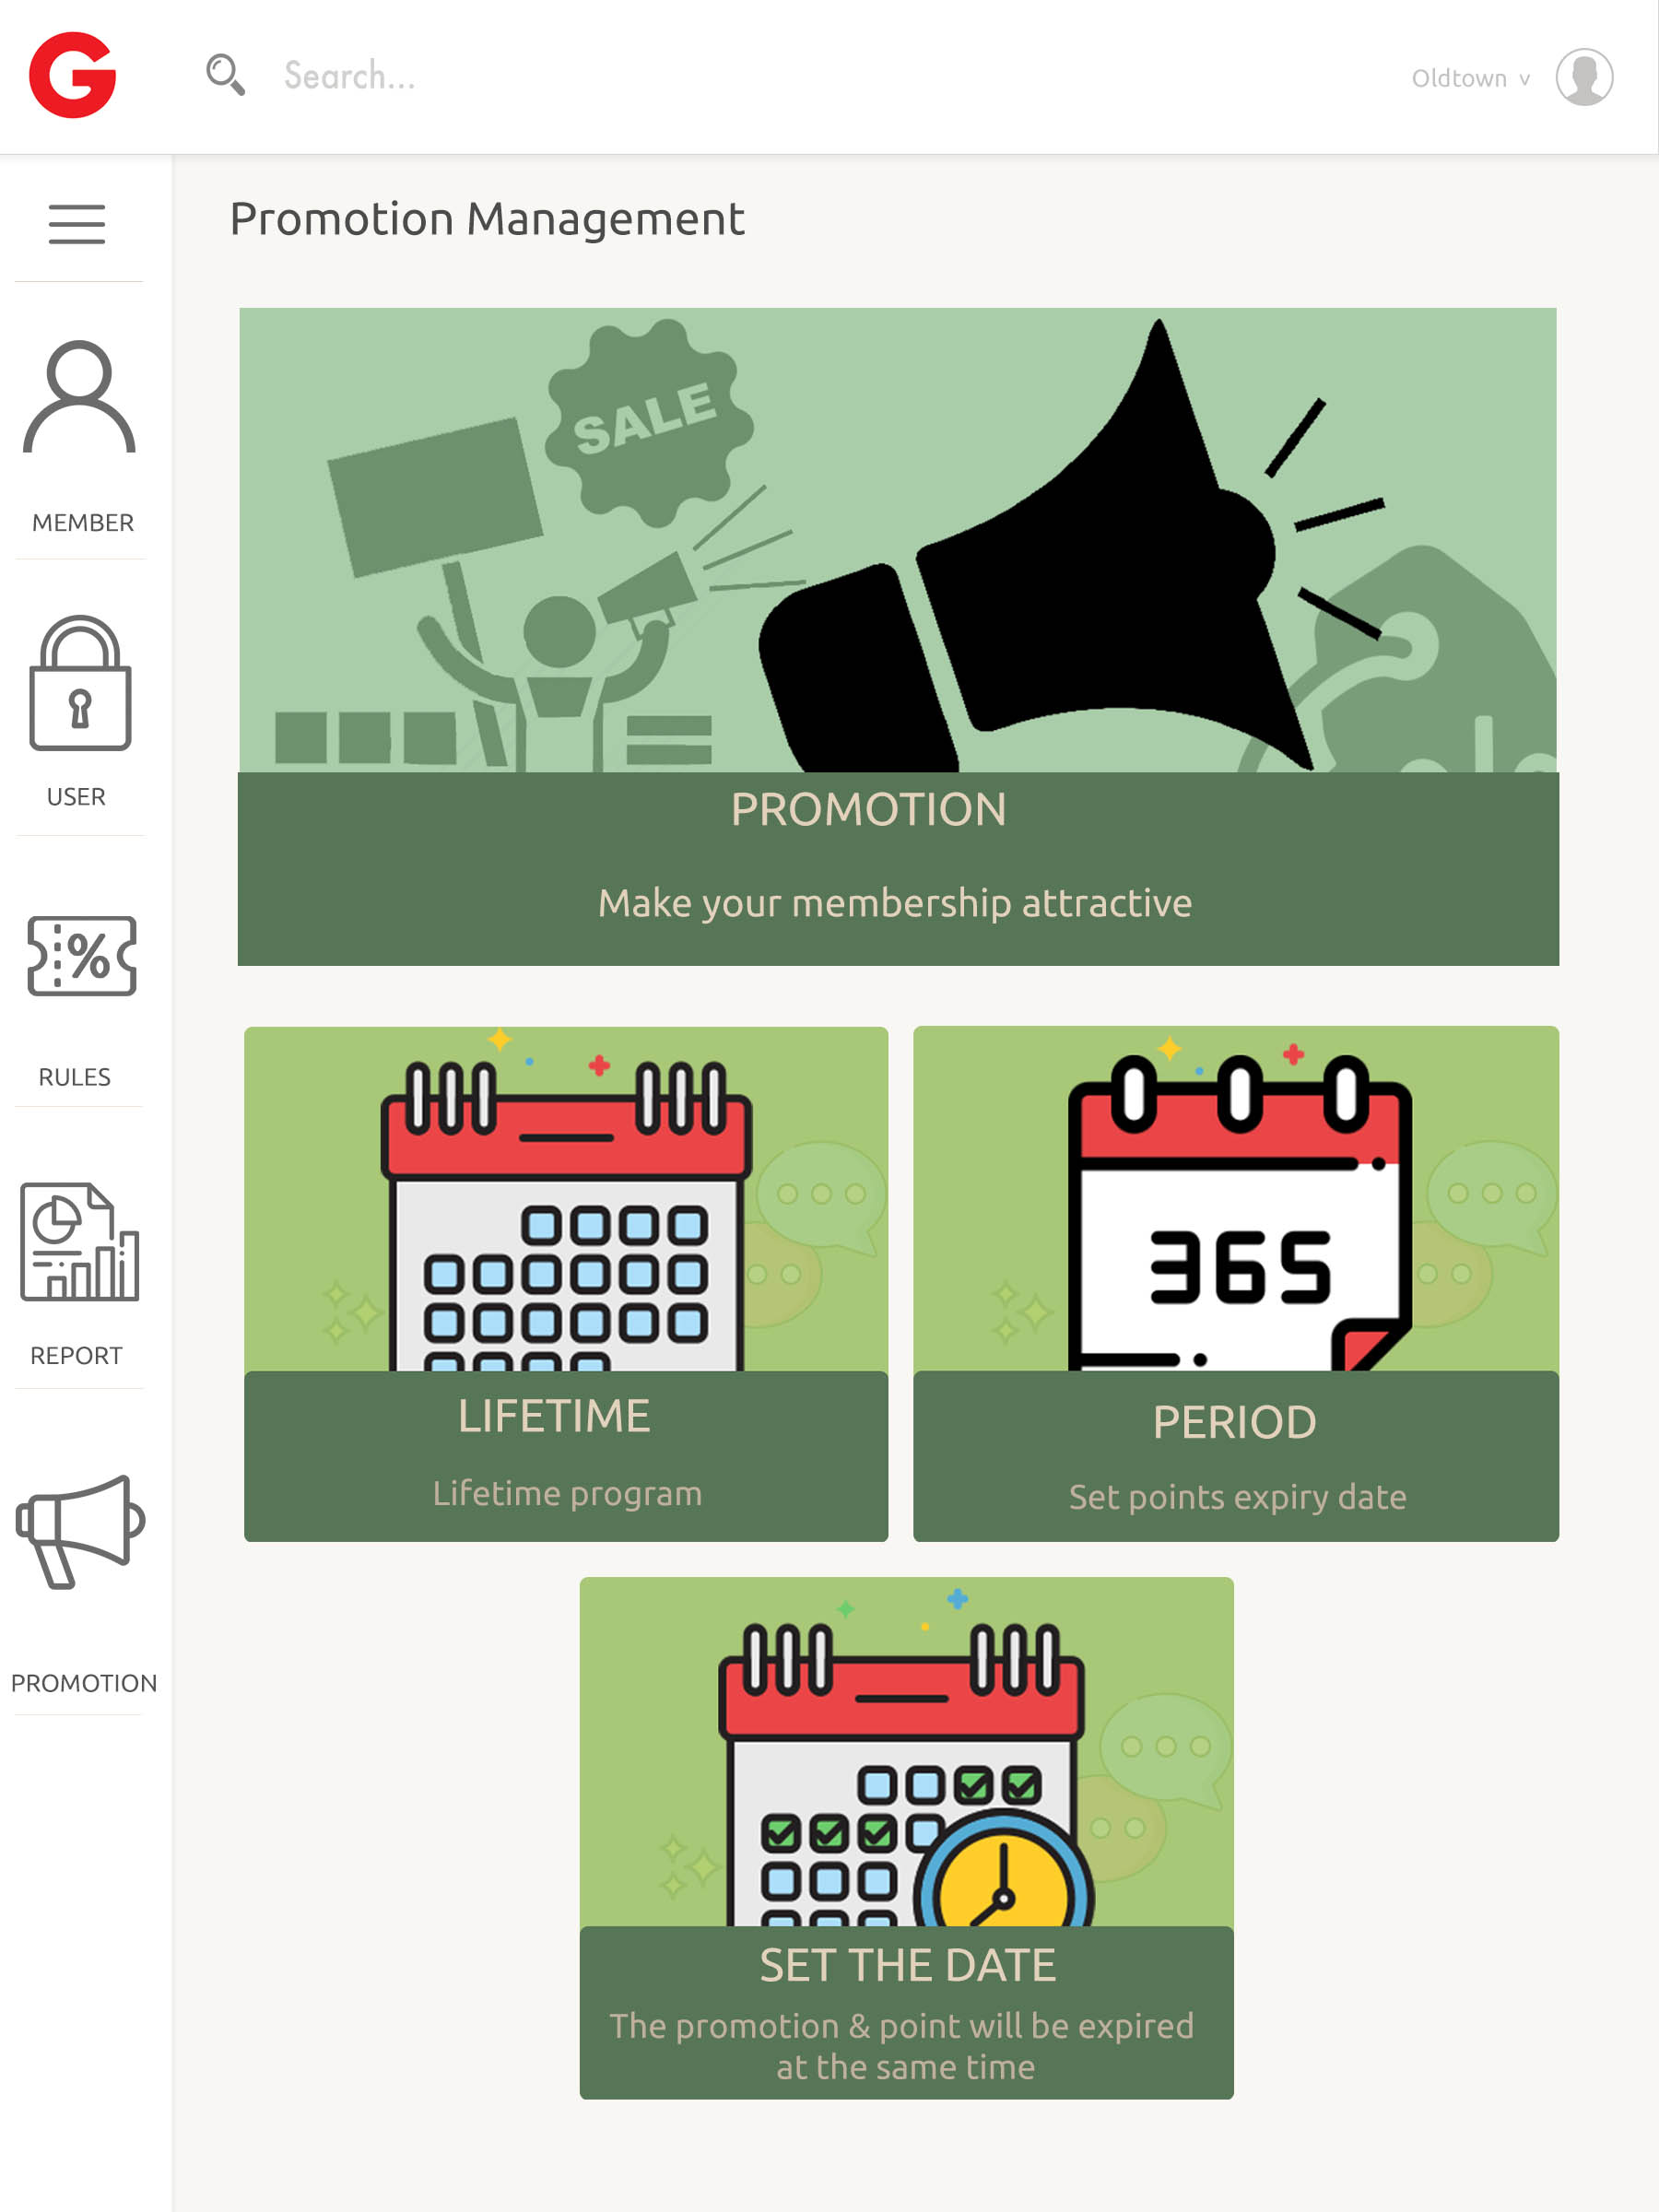 G
Search...
Oldtown v
Promotion Management
MEMBER
USER
%
RULES
REPORT
PROMOTION
SALE
PROMOTION
Make your membership attractive
LIFETIME
Lifetime program
365
PERIOD
Set points expiry date
SET THE DATE
The promotion & point will be expired
at the same time